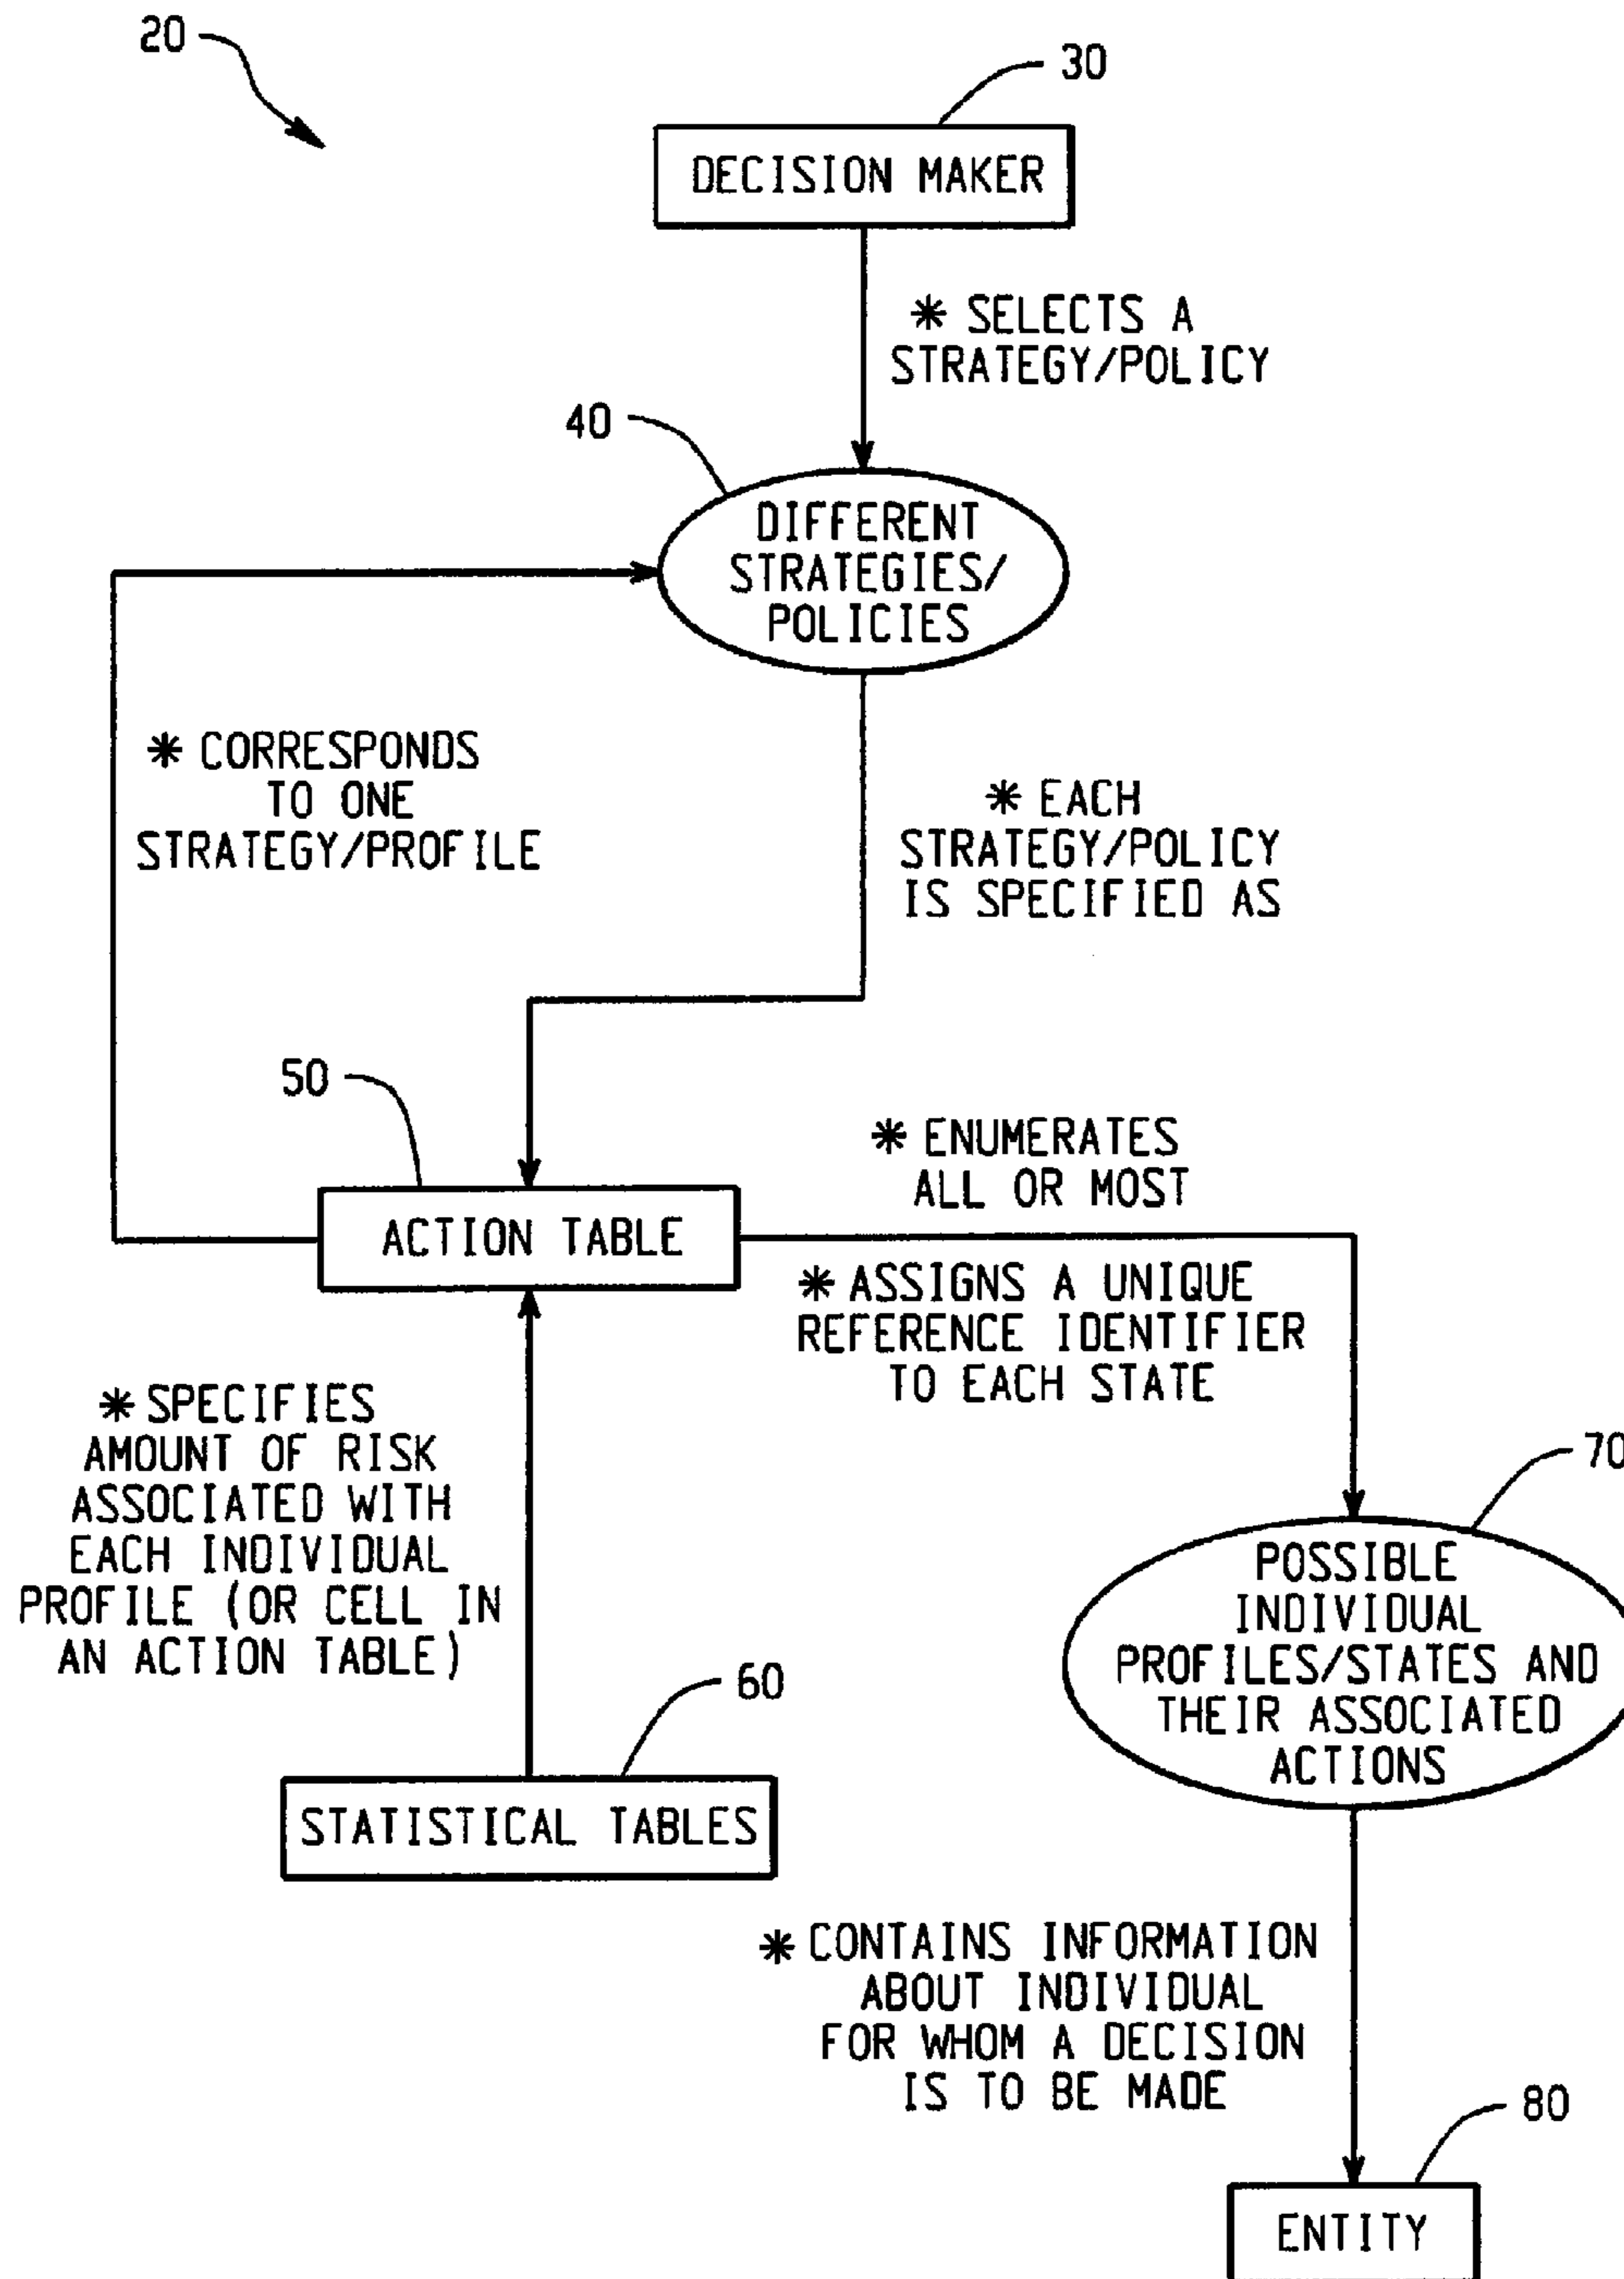 20
30
DECISION MAKER
* SELECTS A
STRATEGY/POLICY
40
DIFFERENT
STRATEGIES/
POLICIES
* CORRESPONDS
TO ONE
STRATEGY/PROFILE
* EACH
STRATEGY/POLICY
IS SPECIFIED AS
50
ACTION TABLE
* ENUMERATES
ALL OR MOST
* ASSIGNS A UNIQUE
REFERENCE IDENTIFIER
TO EACH STATE
* SPECIFIES
AMOUNT OF RISK
ASSOCIATED WITH
EACH INDIVIDUAL
PROFILE (OR CELL IN
AN ACTION TABLE)
70
POSSIBLE
INDIVIDUAL
PROFILES/STATES AND
THEIR ASSOCIATED
ACTIONS
60
STATISTICAL TABLES
* CONTAINS INFORMATION
ABOUT INDIVIDUAL
FOR WHOM A DECISION
IS TO BE MADE
80
ENTITY